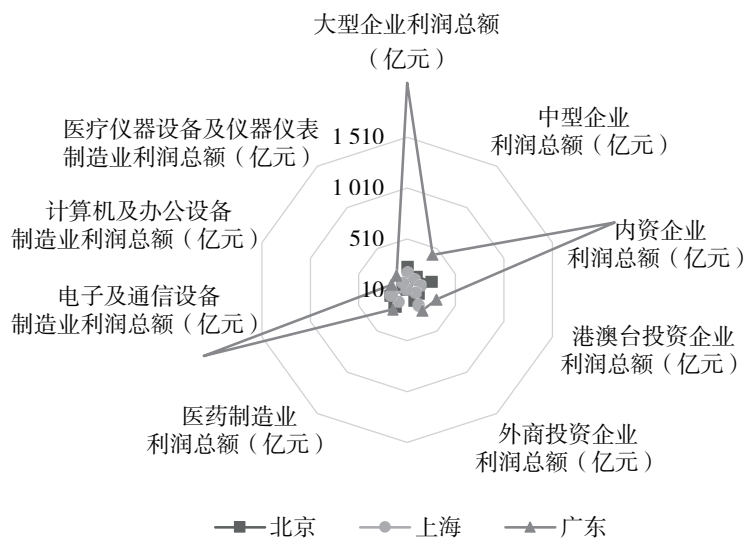 大型企业利润总额
（亿元）
中型企业
利润总额（亿元）
内资企业
利润总额（亿元）
港澳台投资企业
利润总额（亿元）
外商投资企业
利润总额（亿元）
医药制造业
利润总额（亿元）
电子及通信设备
制造业利润总额（亿元）
计算机及办公设备
制造业利润总额（亿元）
医疗仪器设备及仪器仪表
制造业利润总额（亿元）
1 510
1 010
510
10
北京
上海
广东